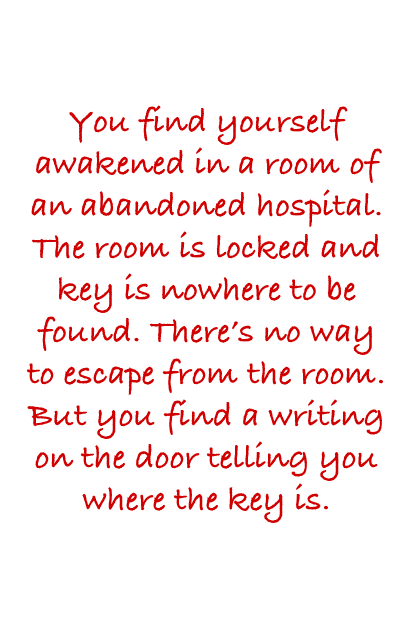 You find yourself
awakened in a room of
an abandoned hospital.
The room is locked and
key is nowhere to be
found. There's no way
to escape from the room.
But you find a writing
on the door telling you
where the key is.